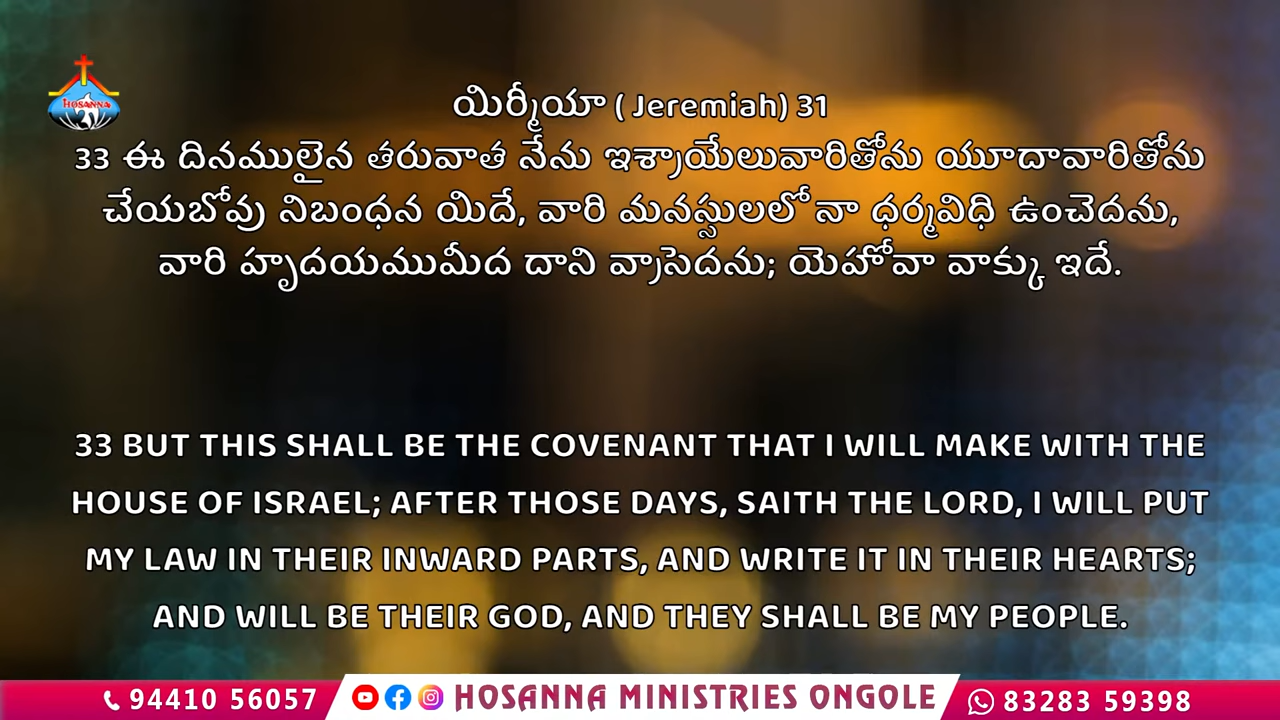 HOSANNA
యిర్మీయా ( Jeremiah) 31
33 ఈ దినములైన తరువాత నేను ఇశ్రాయేలువారితోను యూదావారితోను
చేయబోవు నిబంధన యిదే, వారి మనస్సులలో నా ధర్మవిధి ఉంచెదను,
వారి హృదయముమీద దాని వ్రాసెదను; యెహోవా వాక్కు ఇదే.
33 BUT THIS SHALL BE THE COVENANT THAT I WILL MAKE WITH THE
HOUSE OF ISRAEL; AFTER THOSE DAYS, SAITH THE LORD, I WILL PUT
MY LAW IN THEIR INWARD PARTS, AND WRITE IT IN THEIR HEARTS;
AND WILL BE THEIR GOD, AND THEY SHALL BE MY PEOPLE.
94410 56057 HOSANNA MINISTRIES ONGOLE 83283 59398